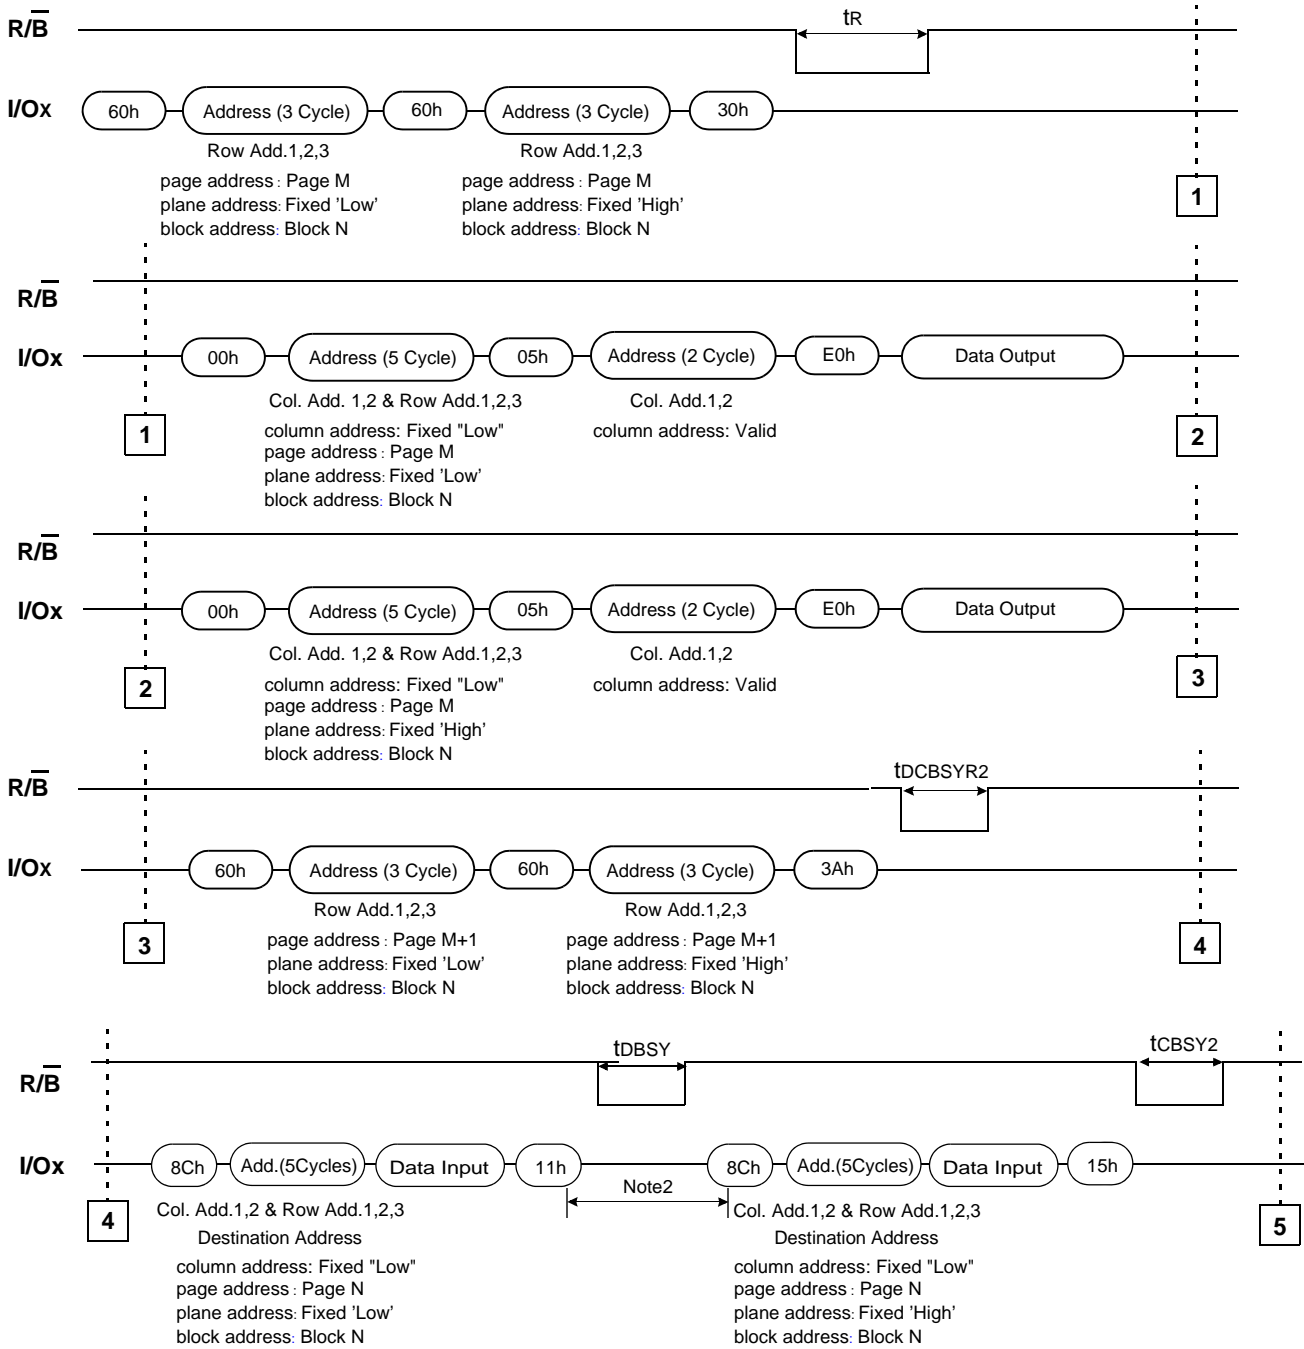 R/B tR
I/Ox 60h Address (3 Cycle) 60h Address (3 Cycle) 30h
Row Add.1,2,3 Row Add.1,2,3
page address : Page M page address : Page M
plane address: Fixed 'Low' plane address: Fixed 'High'
block address: Block N block address: Block N
1
R/B
I/Ox 00h Address (5 Cycle) 05h Address (2 Cycle) E0h Data Output
Col. Add. 1,2 & Row Add.1,2,3 Col. Add.1,2
column address: Fixed "Low" column address: Valid
page address : Page M
plane address: Fixed 'Low'
block address: Block N
1 2
R/B
I/Ox 00h Address (5 Cycle) 05h Address (2 Cycle) E0h Data Output
Col. Add. 1,2 & Row Add.1,2,3 Col. Add.1,2
column address: Fixed "Low" column address: Valid
page address : Page M
plane address: Fixed 'High'
block address: Block N
2 3
R/B tDCBSYR2
I/Ox 60h Address (3 Cycle) 60h Address (3 Cycle) 3Ah
Row Add.1,2,3 Row Add.1,2,3
page address : Page M+1 page address : Page M+1
plane address: Fixed 'Low' plane address: Fixed 'High'
block address: Block N block address: Block N
3 4
R/B tDBSY tCBSY2
I/Ox 8Ch Add.(5Cycles) Data Input 11h 8Ch Add.(5Cycles) Data Input 15h
Note2
4 5
Col. Add.1,2 & Row Add.1,2,3 Col. Add.1,2 & Row Add.1,2,3
Destination Address Destination Address
column address: Fixed "Low" column address: Fixed "Low"
page address : Page N page address : Page N
plane address: Fixed 'Low' plane address: Fixed 'High'
block address: Block N block address: Block N